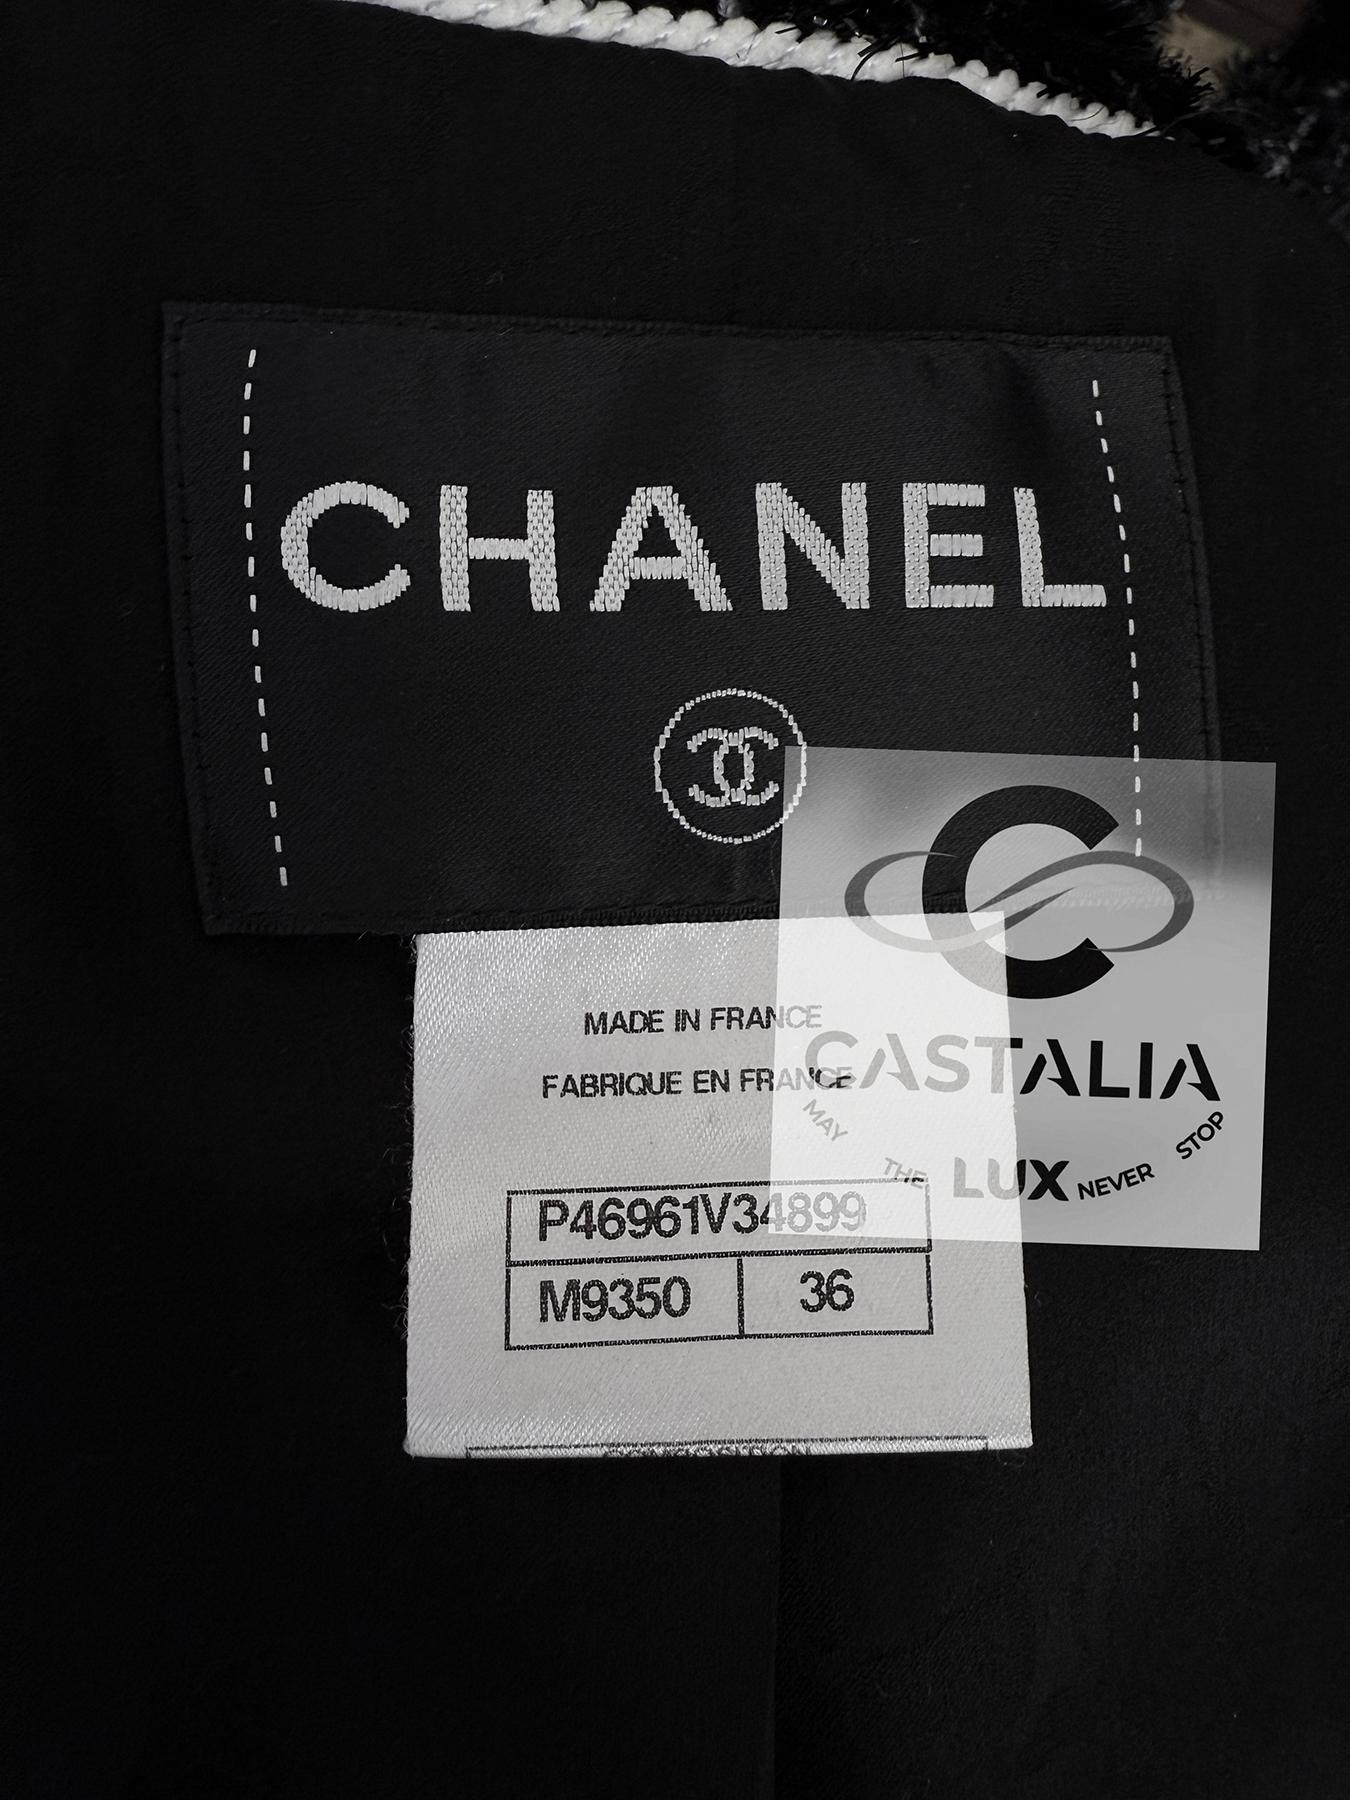 CHANEL
MADE IN FRANCE
FABRIQUE EN FRANCE
CASTALIA
MAY THE LUX NEVER STOP
P46961V34899
M9350 36